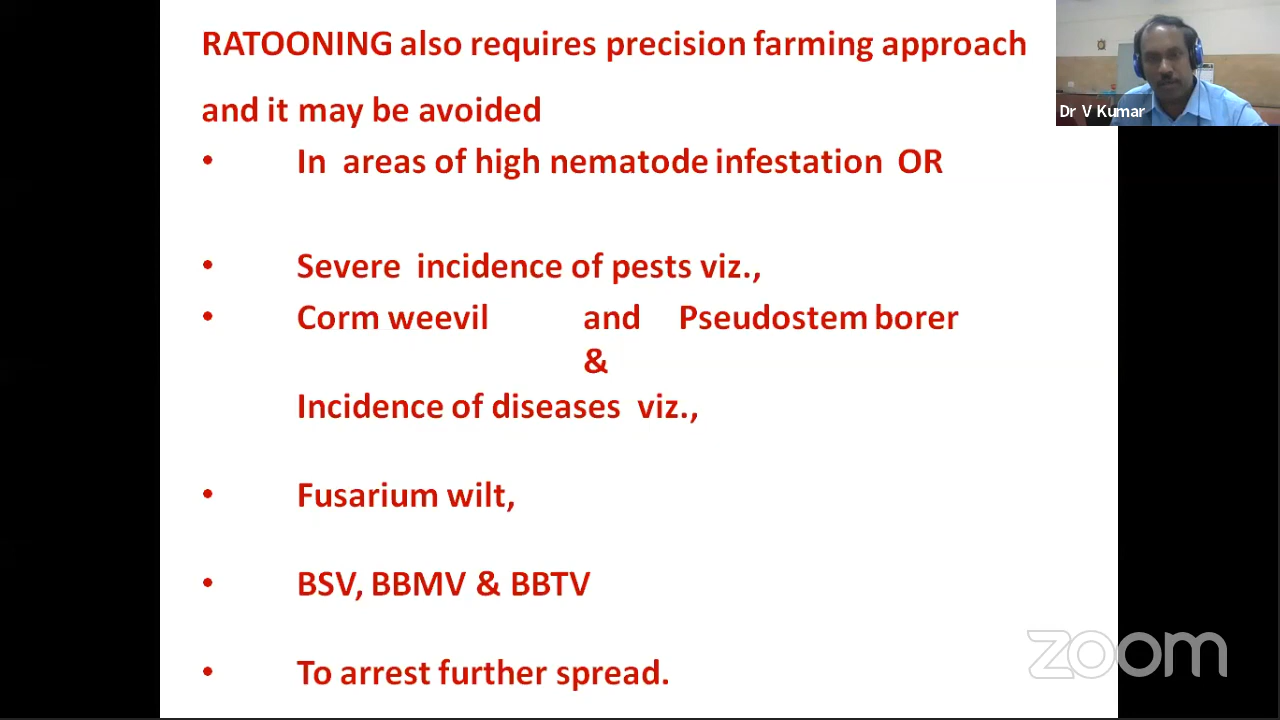 RATOONING also requires precision farming approach
and it may be avoided
• In areas of high nematode infestation OR
• Severe incidence of pests viz.,
• Corm weevil and Pseudostem borer
&
Incidence of diseases viz.,
• Fusarium wilt,
• BSV, BBMV & BBTV
• To arrest further spread.
Dr V Kumar
zoom